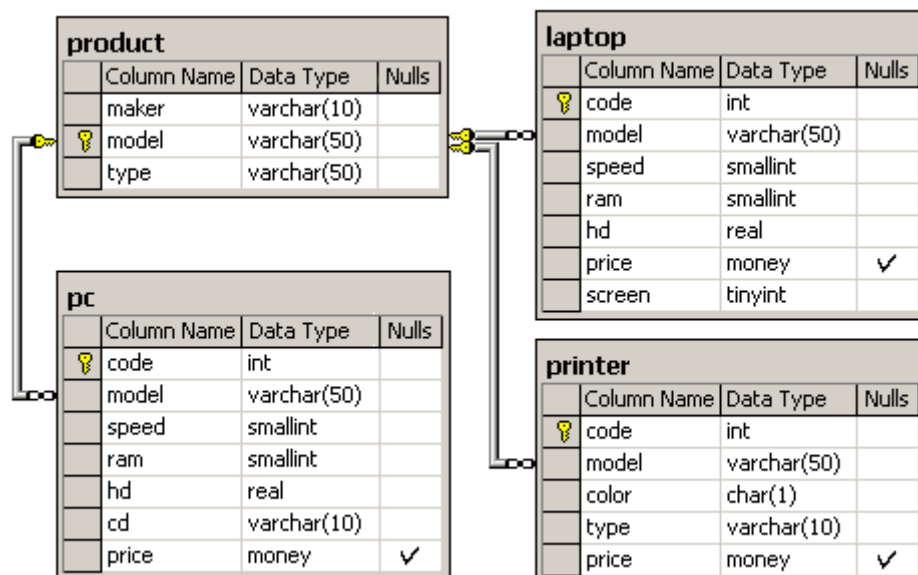 product
Column Name Data Type Nulls
maker varchar(10)
model varchar(50)
type varchar(50)
laptop
Column Name Data Type Nulls
code int
model varchar(50)
speed smallint
ram smallint
hd real
price money
screen tinyint
pc
Column Name Data Type Nulls
code int
model varchar(50)
speed smallint
ram smallint
hd real
cd varchar(10)
price money
printer
Column Name Data Type Nulls
code int
model varchar(50)
color char(1)
type varchar(10)
price money